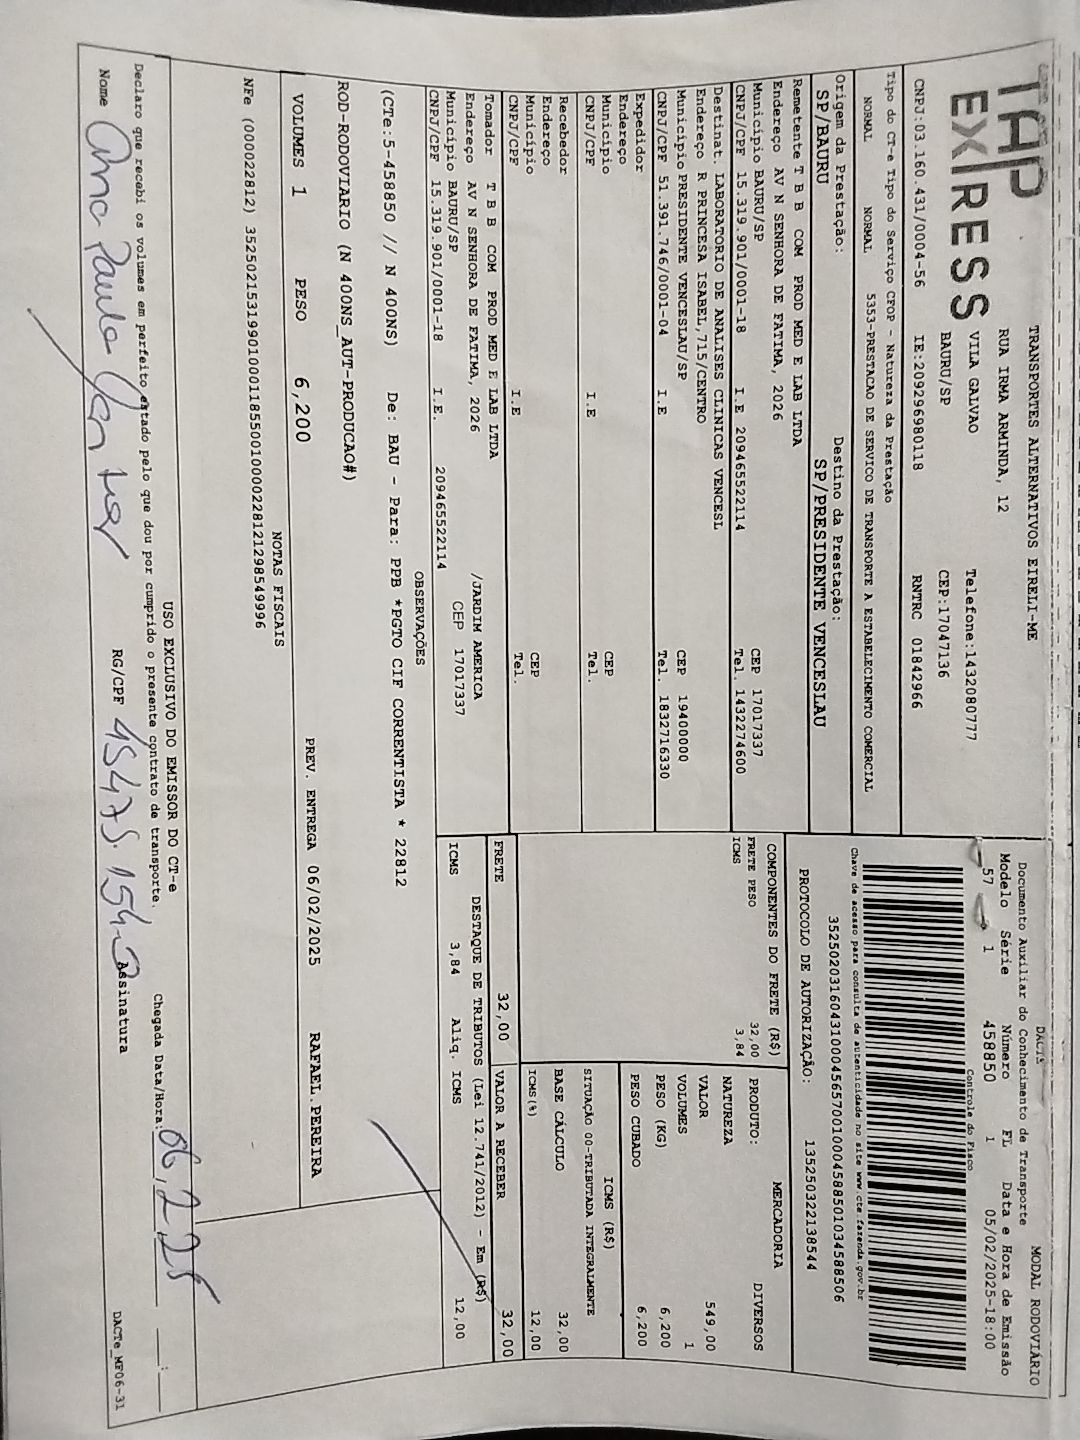 TAP
EXPRESS
TRANSPORTES ALTERNATIVOS EIRELI-ME
RUA IRMA ARMINDA, 12
VILA GALVAO Telefone:1432080777
BAURU/SP CEP:17047136
CNPJ:03.160.431/0004-56 IE:209296980118 RNTRC 01842966
Tipo do CT-e Tipo do Serviço CFOP - Natureza da Prestação
NORMAL NORMAL 5353-PRESTACAO DE SERVICO DE TRANSPORTE A ESTABELECIMENTO COMERCIAL
Origem da Prestação: Destino da Prestação:
SP/BAURU SP/PRESIDENTE VENCESLAU
Remetente T B B COM PROD MED E LAB LTDA
Endereço AV N SENHORA DE FATIMA, 2026
Município BAURU/SP CEP 17017337
CNPJ/CPF 15.319.901/0001-18 I.E 209465522114 Tel. 1432274600
Destinat. LABORATORIO DE ANALISES CLINICAS VENCESL
Endereço R PRINCESA ISABEL,715/CENTRO
Município PRESIDENTE VENCESLAU/SP CEP 19400000
CNPJ/CPF 51.391.746/0001-04 I.E Tel. 1832716330
Expedidor
Endereço
Município CEP
CNPJ/CPF I.E Tel.
Recebedor
Endereço
Município CEP
CNPJ/CPF I.E Tel.
Tomador T B B COM PROD MED E LAB LTDA
Endereço AV N SENHORA DE FATIMA, 2026 /JARDIM AMERICA
Município BAURU/SP CEP 17017337
CNPJ/CPF 15.319.901/0001-18 I.E. 209465522114
DACTE MODAL RODOVIÁRIO
Documento Auxiliar do Conhecimento de Transporte
Modelo Série Número FL Data e Hora de Emissão
57 1 458850 1 05/02/2025-18:00
Controle do Fisco
Chave de acesso para consulta de autenticidade no site www.cte.fazenda.gov.br
35250203160431000456570010004588501034588506
PROTOCOLO DE AUTORIZAÇÃO: 135250322138544
COMPONENTES DO FRETE (R$)
FRETE PESO 32,00
ICMS 3,84
MERCADORIA
PRODUTO: DIVERSOS
NATUREZA
VALOR 549,00
VOLUMES 1
PESO (KG) 6,200
PESO CUBADO 6,200
ICMS (R$)
SITUAÇÃO 00-TRIBUTADA INTEGRALMENTE
BASE CÁLCULO 32,00
ICMS(%) 12,00
FRETE 32,00 VALOR A RECEBER 32,00
DESTAQUE DE TRIBUTOS (Lei 12.741/2012) - Em (R$)
ICMS 3,84 Aliq. ICMS 12,00
OBSERVAÇÕES
(CTe:5-458850 // N 400NS) De: BAU - Para: PPB *PGTO CIF CORRENTISTA * 22812
ROD-RODOVIARIO (N 400NS_AUT-PRODUCAO#)
VOLUMES 1 PESO 6,200 PREV. ENTREGA 06/02/2025 RAFAEL.PEREIRA
NOTAS FISCAIS
NFe (000022812) 35250215319901000118550010000228121298549996
USO EXCLUSIVO DO EMISSOR DO CT-e
Declaro que recebi os volumes em perfeito estado pelo que dou por cumprido o presente contrato de transporte. Chegada Data/Hora: 06,2,25 __:__
Nome Ana Paula RG/CPF 45475.154-3 Assinatura
DACTe_MF06-31